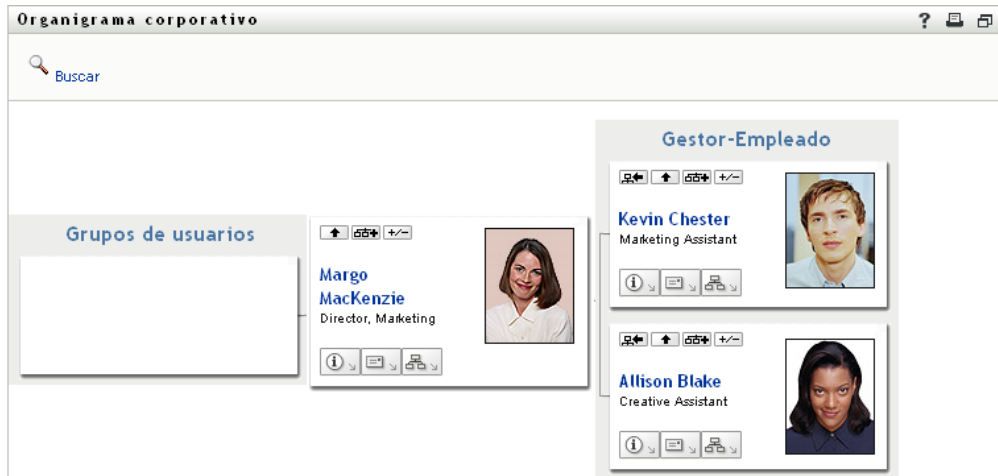 Organigrama corporativo
Buscar
Grupos de usuarios
Margo
MacKenzie
Director, Marketing
Gestor-Empleado
Kevin Chester
Marketing Assistant
Allison Blake
Creative Assistant